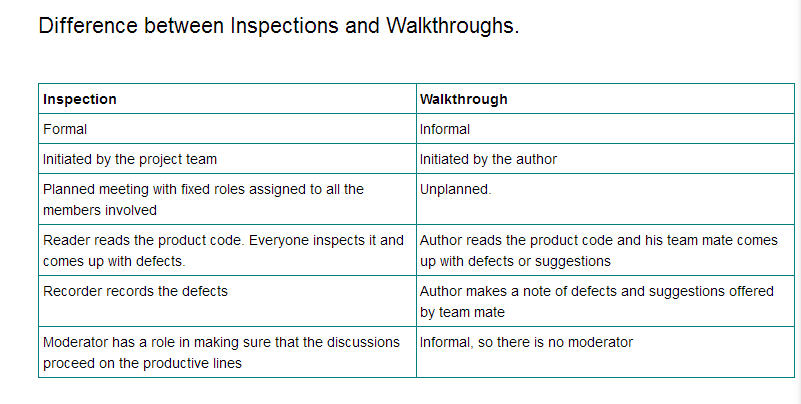 Difference between Inspections and Walkthroughs.
Inspection
Walkthrough
Formal
Informal
Initiated by the project team
Initiated by the author
Planned meeting with fixed roles assigned to all the
members involved
Unplanned.
Reader reads the product code. Everyone inspects it and
comes up with defects.
Author reads the product code and his team mate comes
up with defects or suggestions
Recorder records the defects
Author makes a note of defects and suggestions offered
by team mate
Moderator has a role in making sure that the discussions
proceed on the productive lines
Informal, so there is no moderator